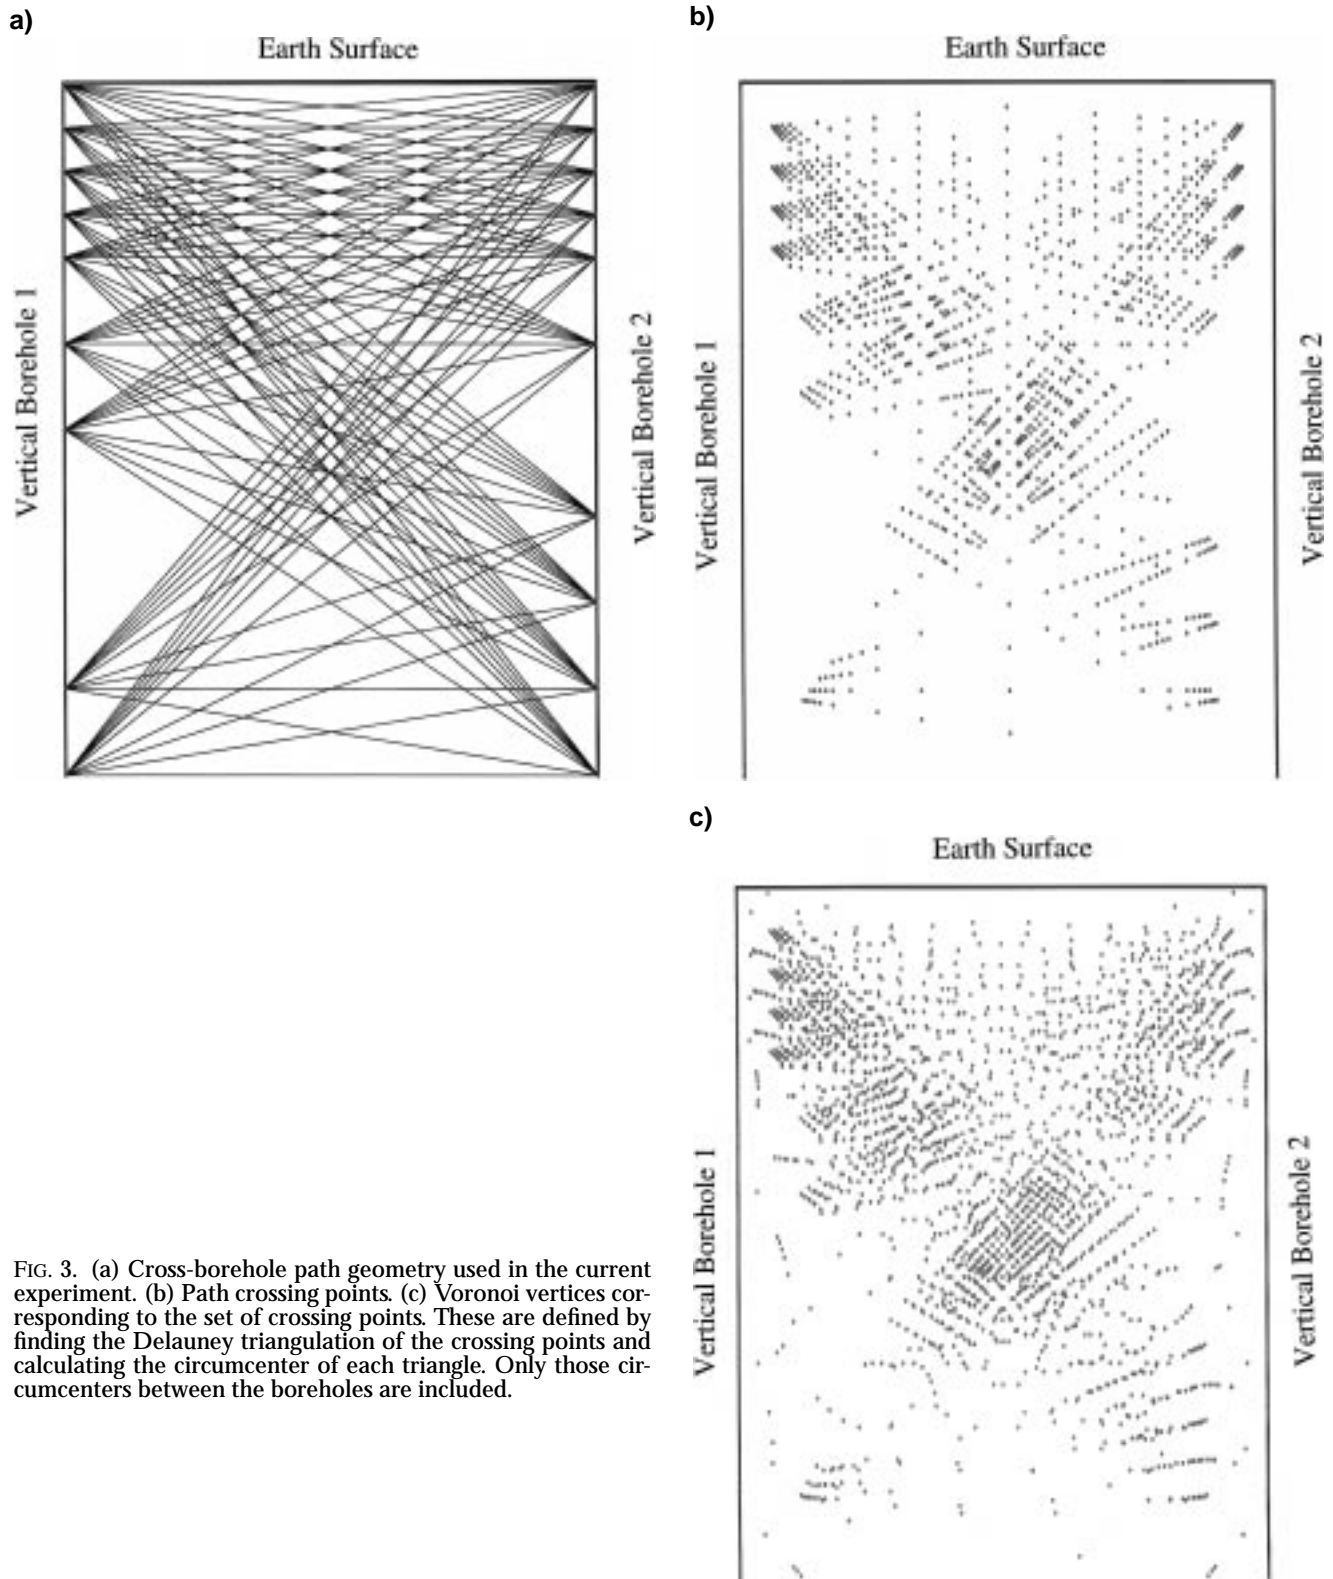 a)
Earth Surface
Vertical Borehole 1
Vertical Borehole 2
b)
Earth Surface
Vertical Borehole 1
Vertical Borehole 2
c)
Earth Surface
Vertical Borehole 1
Vertical Borehole 2
FIG. 3. (a) Cross-borehole path geometry used in the current
experiment. (b) Path crossing points. (c) Voronoi vertices cor-
responding to the set of crossing points. These are defined by
finding the Delauney triangulation of the crossing points and
calculating the circumcenter of each triangle. Only those cir-
cumcenters between the boreholes are included.